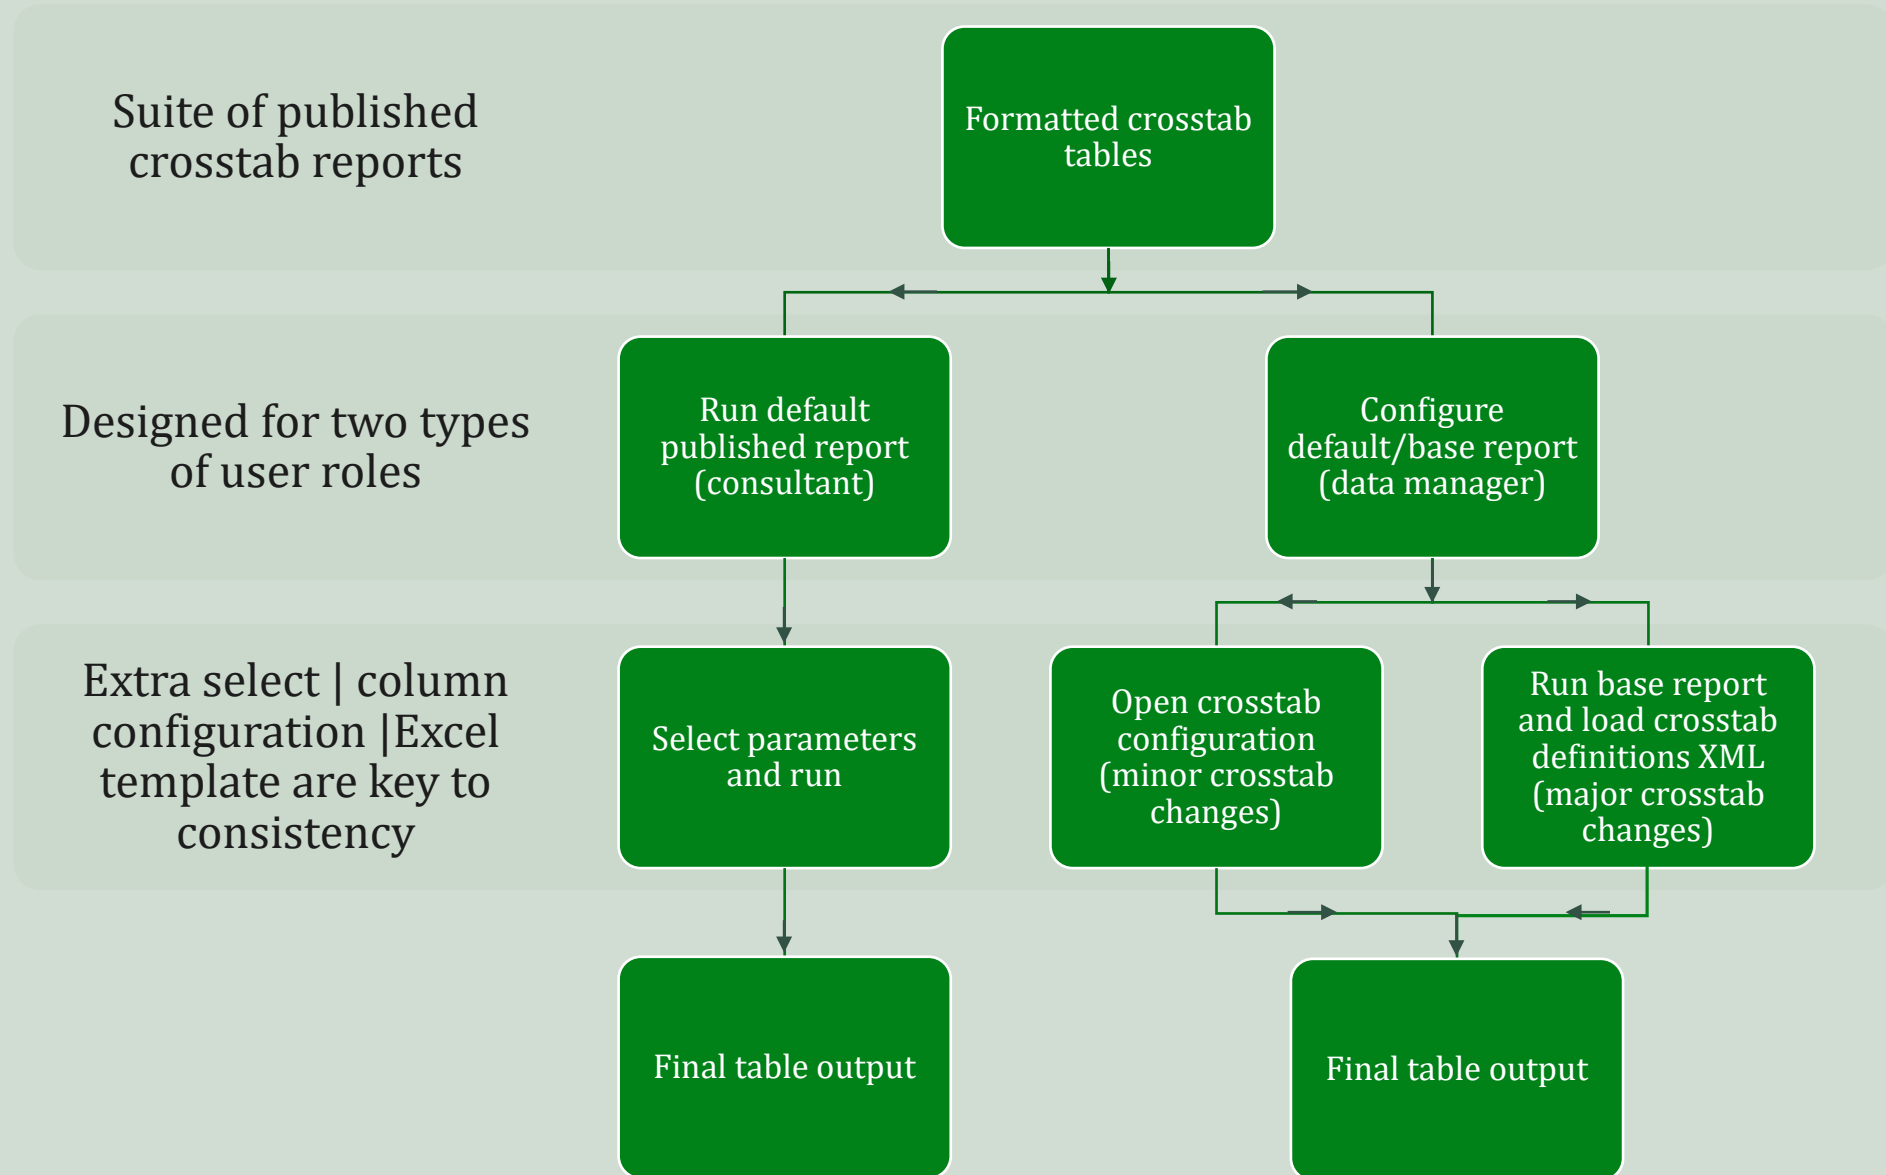 Suite of published
crosstab reports
Formatted crosstab
tables
Designed for two types
of user roles
Run default
published report
(consultant)
Configure
default/base report
(data manager)
Extra select | column
configuration |Excel
template are key to
consistency
Select parameters
and run
Open crosstab
configuration
(minor crosstab
changes)
Run base report
and load crosstab
definitions XML
(major crosstab
changes)
Final table output
Final table output